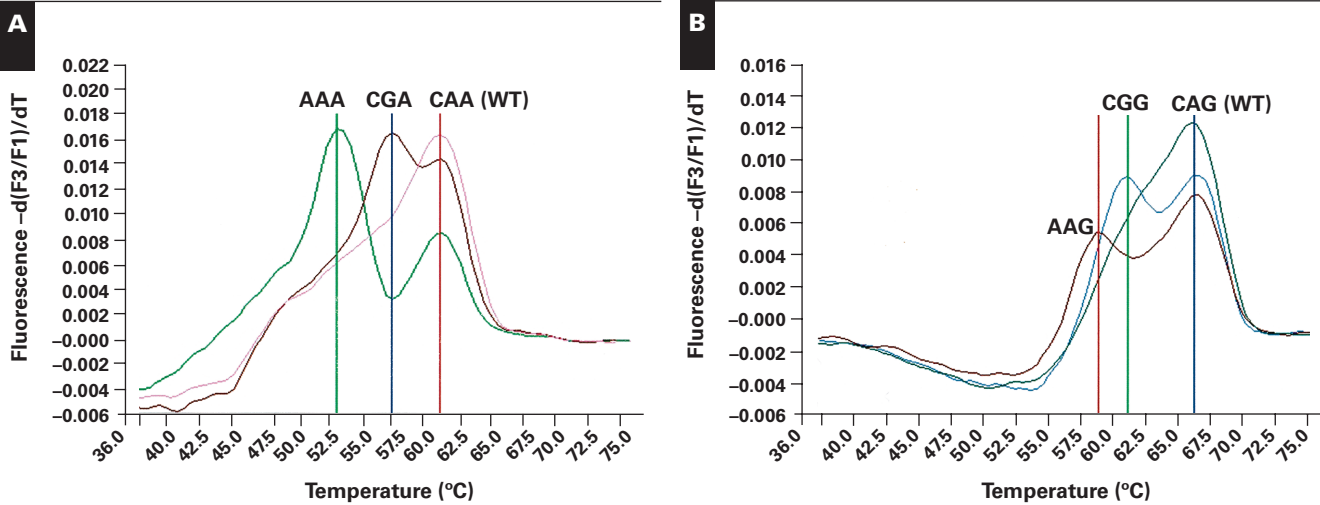 A
0.022
0.020
0.018
0.016
0.014
0.012
0.010
0.008
0.006
0.004
0.002
–0.000
–0.002
–0.004
–0.006
Fluorescence –d(F3/F1)/dT
AAA CGA CAA (WT)
36.0 40.0 42.5 45.0 47.5 50.0 52.5 55.0 57.5 60.0 62.5 65.0 67.5 70.0 72.5 75.0
Temperature (ºC)
B
0.016
0.014
0.012
0.010
0.008
0.006
0.004
0.002
–0.000
–0.002
–0.004
–0.006
Fluorescence –d(F3/F1)/dT
CGG CAG (WT)
AAG
36.0 40.0 42.5 45.0 47.5 50.0 52.5 55.0 57.5 60.0 62.5 65.0 67.5 70.0 72.5 75.0
Temperature (ºC)